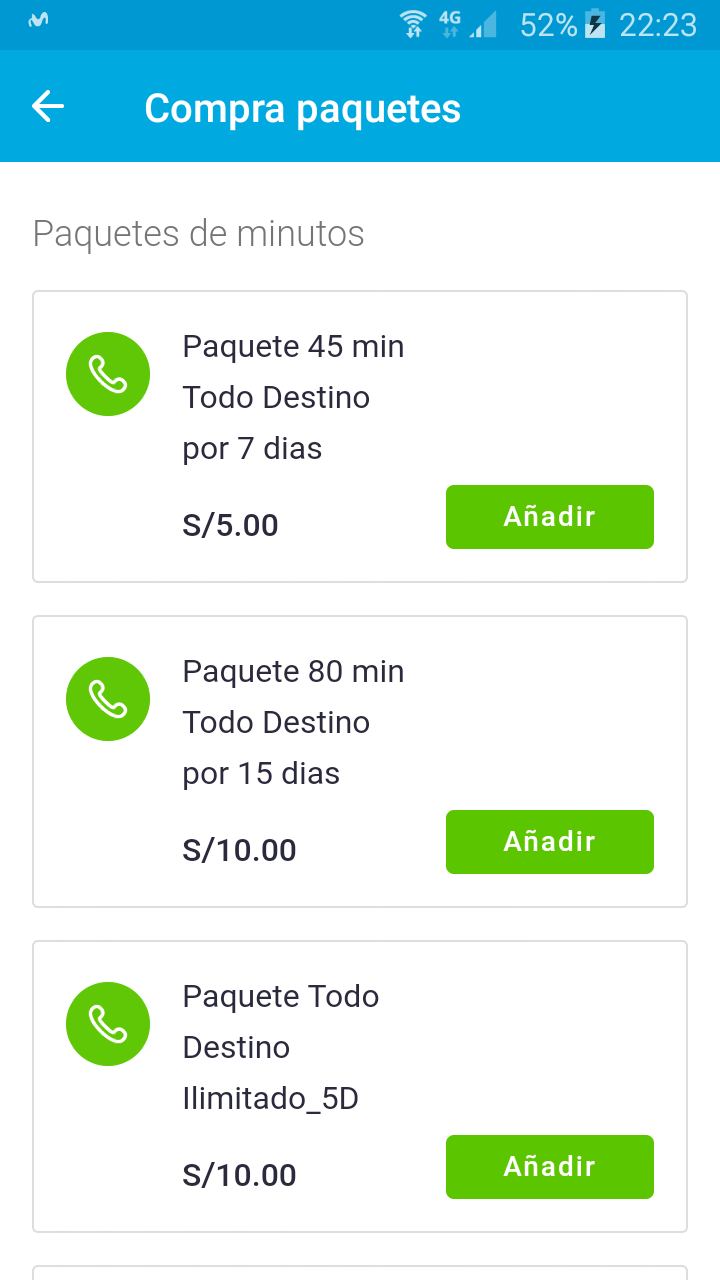 4G 52% 22:23
Compra paquetes
Paquetes de minutos
Paquete 45 min
Todo Destino
por 7 dias
S/5.00 Añadir
Paquete 80 min
Todo Destino
por 15 dias
S/10.00 Añadir
Paquete Todo
Destino
Ilimitado_5D
S/10.00 Añadir